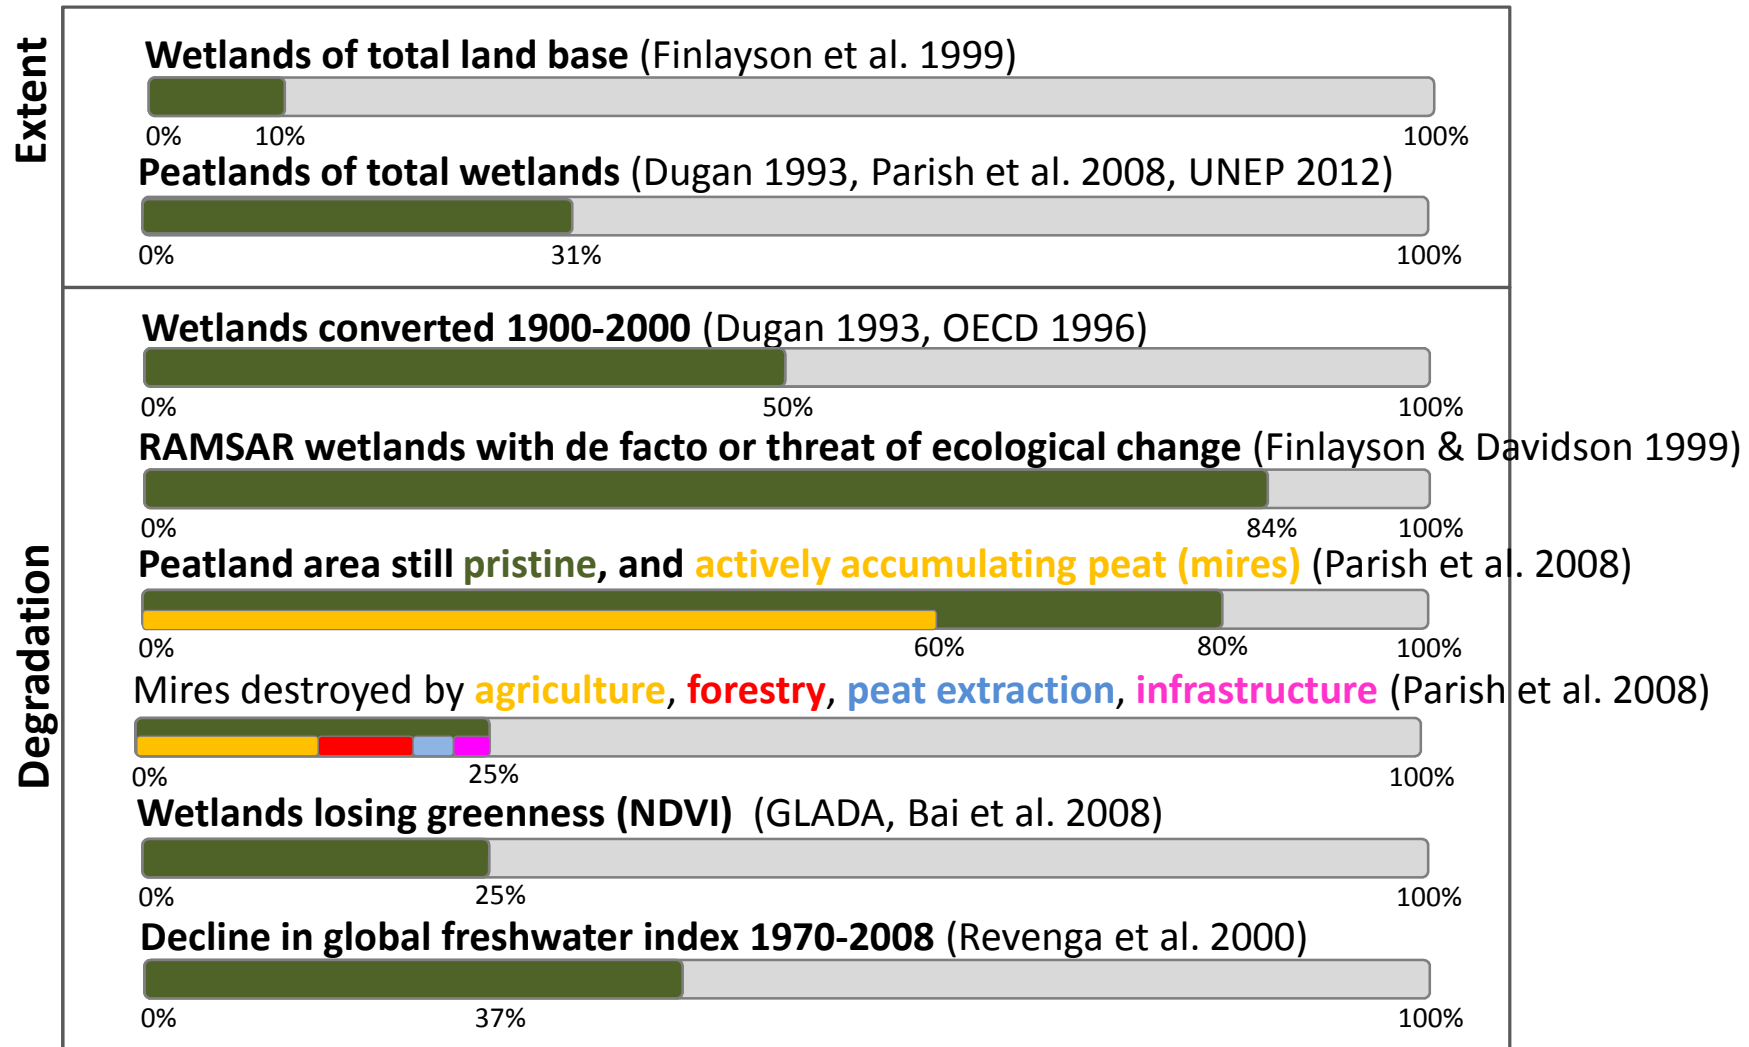 Extent
Wetlands of total land base (Finlayson et al. 1999)
0% 10% 100%
Peatlands of total wetlands (Dugan 1993, Parish et al. 2008, UNEP 2012)
0% 31% 100%
Degradation
Wetlands converted 1900-2000 (Dugan 1993, OECD 1996)
0% 50% 100%
RAMSAR wetlands with de facto or threat of ecological change (Finlayson & Davidson 1999)
0% 84% 100%
Peatland area still pristine, and actively accumulating peat (mires) (Parish et al. 2008)
0% 60% 80% 100%
Mires destroyed by agriculture, forestry, peat extraction, infrastructure (Parish et al. 2008)
0% 25% 100%
Wetlands losing greenness (NDVI) (GLADA, Bai et al. 2008)
0% 25% 100%
Decline in global freshwater index 1970-2008 (Revenga et al. 2000)
0% 37% 100%